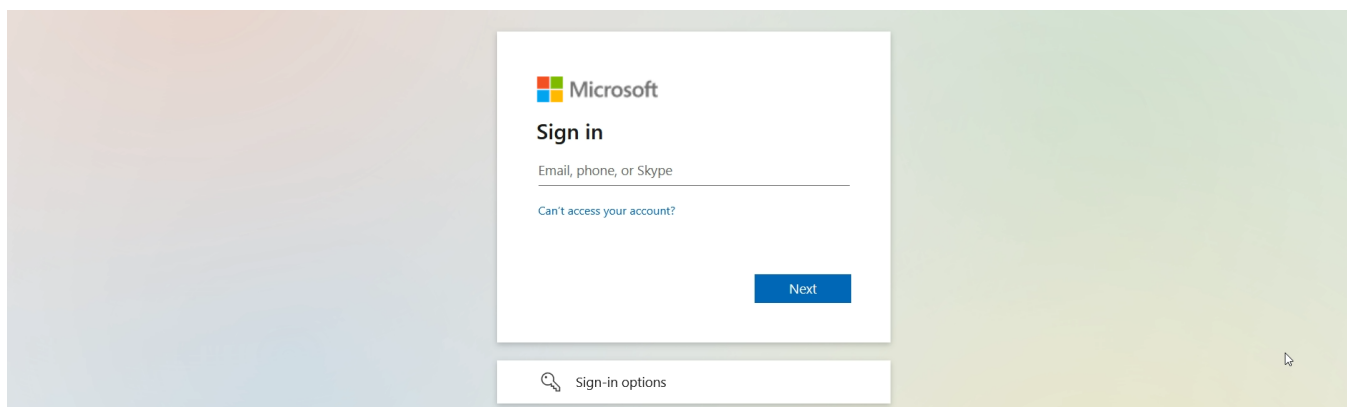 Microsoft
Sign in
Email, phone, or Skype
Can't access your account?
Next
Sign-in options